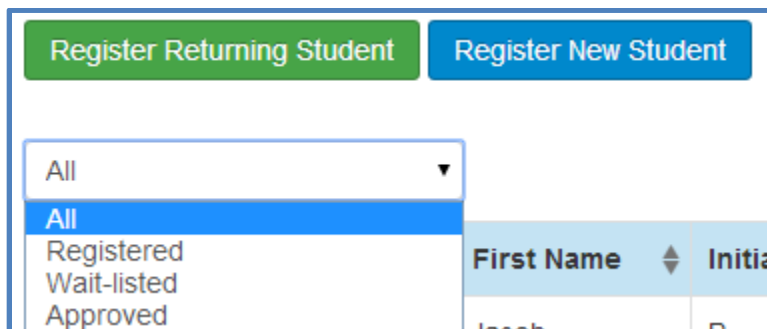 Register Returning Student Register New Student
All
All
Registered
First Name
Wait-listed
Approved